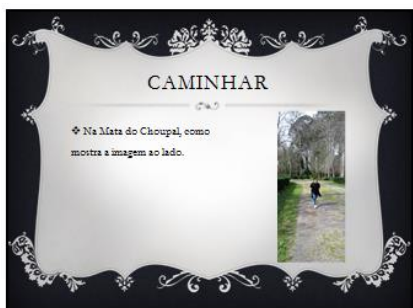 CAMINHAR
❖ Na Mata do Choupal, como
mostra a imagem ao lado.